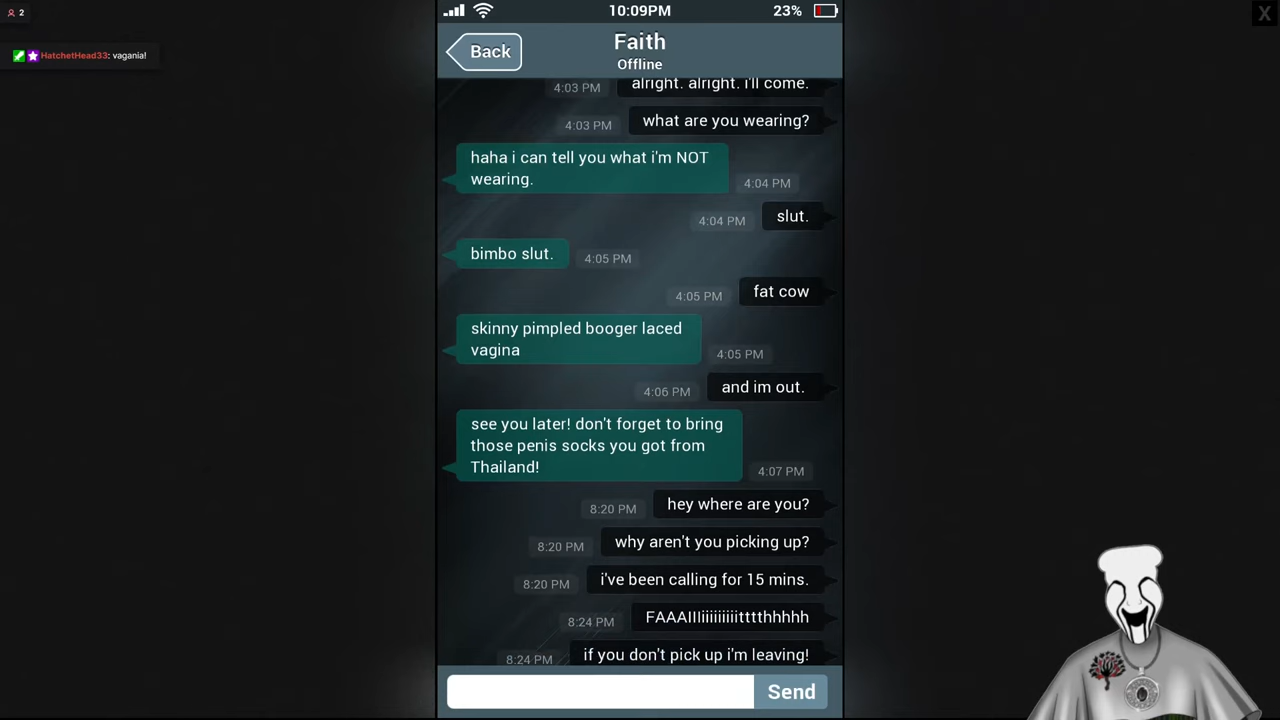 2
10:09PM
23%
X
Back
Faith
Offline
HatchetHead33: vagania!
4:03 PM
alright. alright. i'll come.
4:03 PM
what are you wearing?
haha i can tell you what i'm NOT
wearing.
4:04 PM
4:04 PM
slut.
bimbo slut.
4:05 PM
4:05 PM
fat cow
skinny pimpled booger laced
vagina
4:05 PM
4:06 PM
and im out.
see you later! don't forget to bring
those penis socks you got from
Thailand!
4:07 PM
8:20 PM
hey where are you?
8:20 PM
why aren't you picking up?
8:20 PM
i've been calling for 15 mins.
8:24 PM
FAAAIIIiiiiiiiiitttthhhhh
8:24 PM
if you don't pick up i'm leaving!
Send